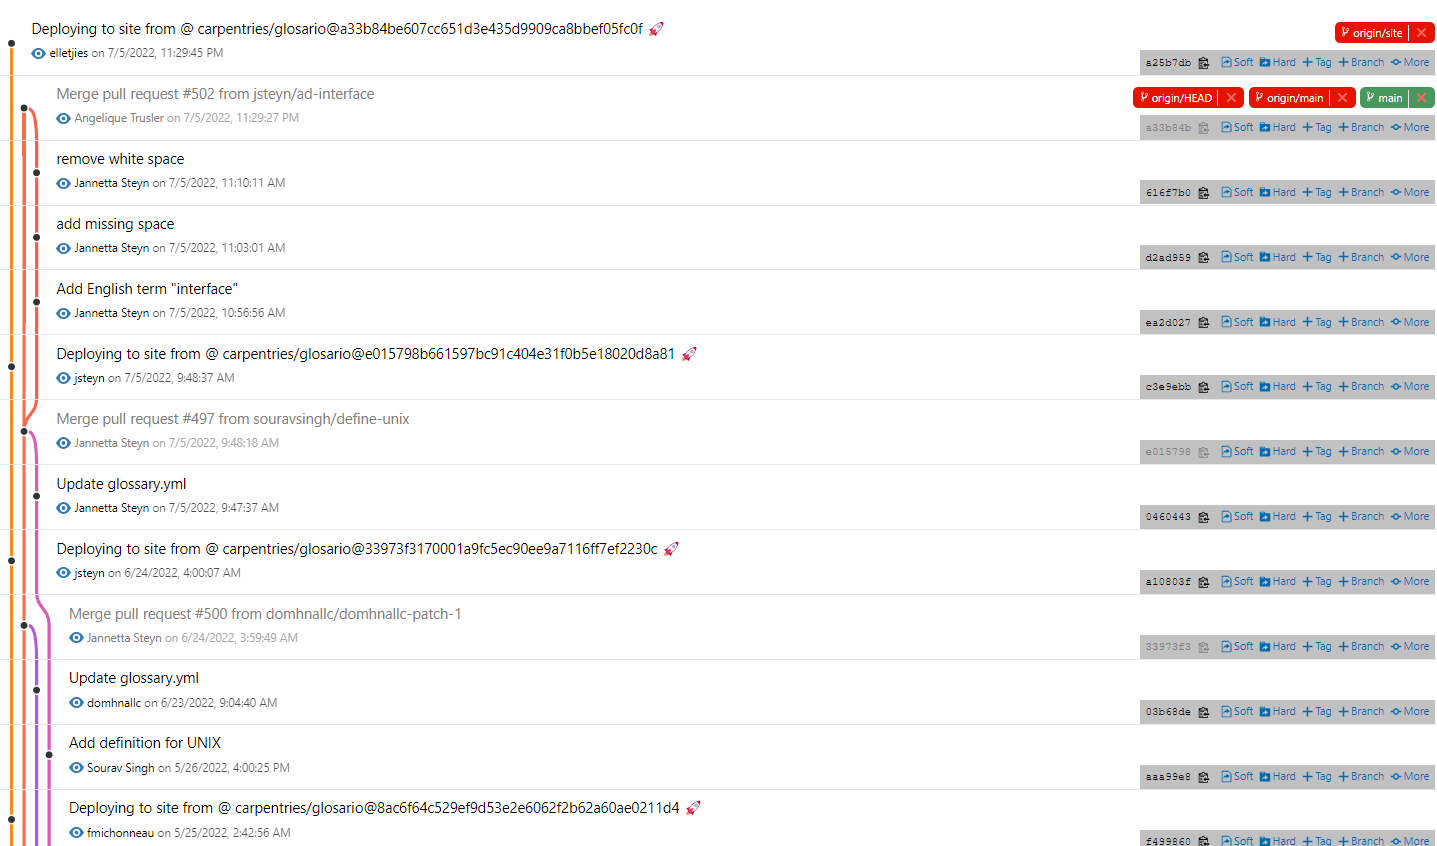 Deploying to site from @ carpentries/glosario@a33b84be607cc651d3e435d9909ca8bbef05fc0f 🚀
origin/site
elletjies on 7/5/2022, 11:29:45 PM
a25b7db Soft Hard Tag Branch More
Merge pull request #502 from jsteyn/ad-interface
origin/HEAD origin/main main
Angelique Trusler on 7/5/2022, 11:29:27 PM
a33b84b Soft Hard Tag Branch More
remove white space
Jannetta Steyn on 7/5/2022, 11:10:11 AM
616f7b0 Soft Hard Tag Branch More
add missing space
Jannetta Steyn on 7/5/2022, 11:03:01 AM
d2ad959 Soft Hard Tag Branch More
Add English term "interface"
Jannetta Steyn on 7/5/2022, 10:56:56 AM
ea2d027 Soft Hard Tag Branch More
Deploying to site from @ carpentries/glosario@e015798b661597bc91c404e31f0b5e18020d8a81 🚀
jsteyn on 7/5/2022, 9:48:37 AM
c3e9ebb Soft Hard Tag Branch More
Merge pull request #497 from souravsingh/define-unix
Jannetta Steyn on 7/5/2022, 9:48:18 AM
e015798 Soft Hard Tag Branch More
Update glossary.yml
Jannetta Steyn on 7/5/2022, 9:47:37 AM
0460443 Soft Hard Tag Branch More
Deploying to site from @ carpentries/glosario@33973f3170001a9fc5ec90ee9a7116ff7ef2230c 🚀
jsteyn on 6/24/2022, 4:00:07 AM
a10803f Soft Hard Tag Branch More
Merge pull request #500 from domhnallc/domhnallc-patch-1
Jannetta Steyn on 6/24/2022, 3:59:49 AM
33973f3 Soft Hard Tag Branch More
Update glossary.yml
domhnallc on 6/23/2022, 9:04:40 AM
03b68de Soft Hard Tag Branch More
Add definition for UNIX
Sourav Singh on 5/26/2022, 4:00:25 PM
aaa99e8 Soft Hard Tag Branch More
Deploying to site from @ carpentries/glosario@8ac6f64c529ef9d53e2e6062f2b62a60ae0211d4 🚀
fmichonneau on 5/25/2022, 2:42:56 AM
f499860 Soft Hard Tag Branch More